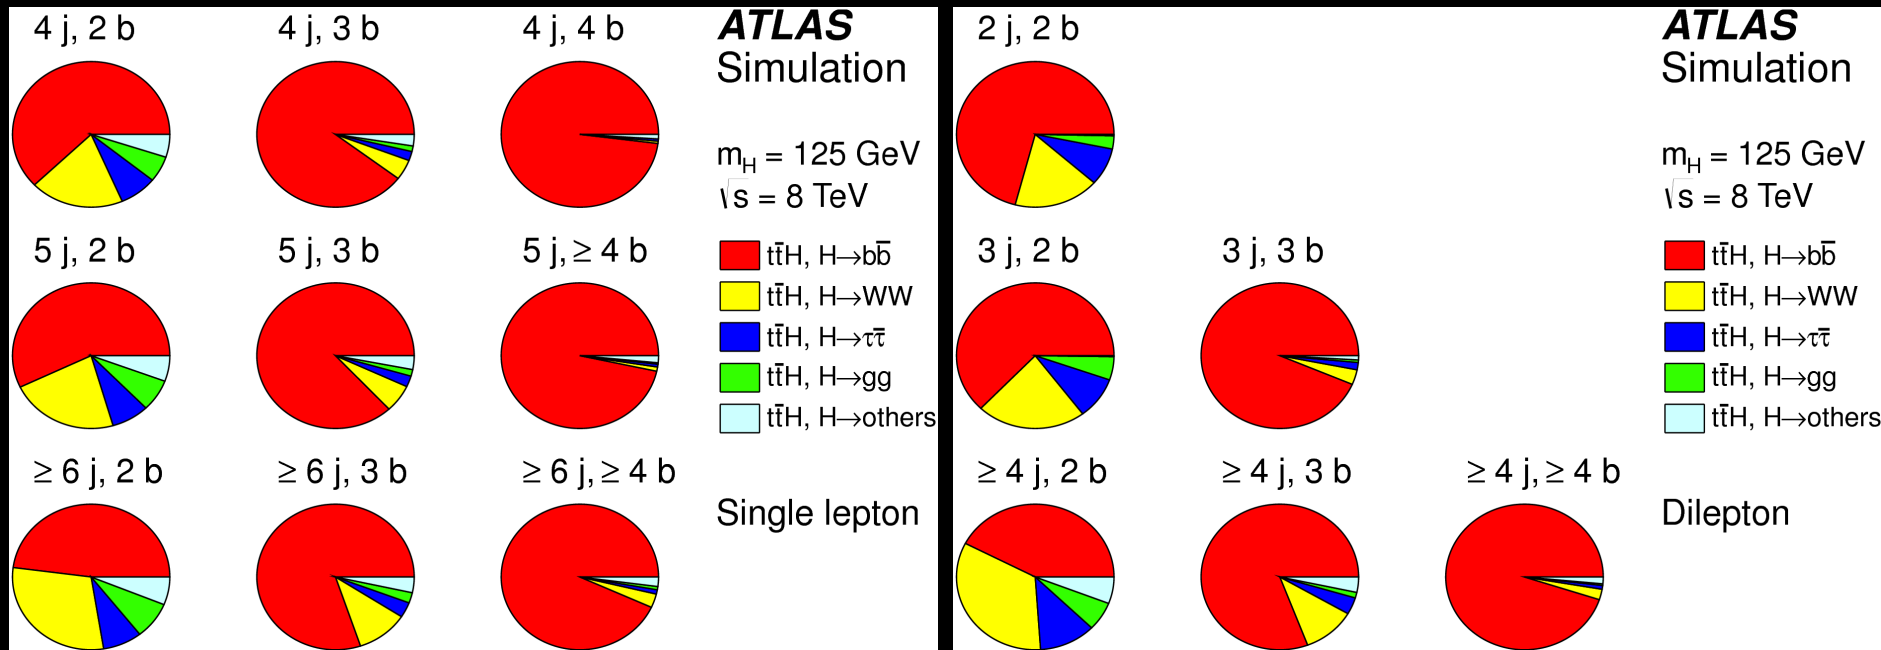 4 j, 2 b
4 j, 3 b
4 j, 4 b
ATLAS
Simulation
m_H = 125 GeV
√s = 8 TeV
5 j, 2 b
5 j, 3 b
5 j, ≥ 4 b
tt̄H, H→bb̄
tt̄H, H→WW
tt̄H, H→ττ̄
tt̄H, H→gg
tt̄H, H→others
≥ 6 j, 2 b
≥ 6 j, 3 b
≥ 6 j, ≥ 4 b
Single lepton
2 j, 2 b
ATLAS
Simulation
m_H = 125 GeV
√s = 8 TeV
3 j, 2 b
3 j, 3 b
tt̄H, H→bb̄
tt̄H, H→WW
tt̄H, H→ττ̄
tt̄H, H→gg
tt̄H, H→others
≥ 4 j, 2 b
≥ 4 j, 3 b
≥ 4 j, ≥ 4 b
Dilepton